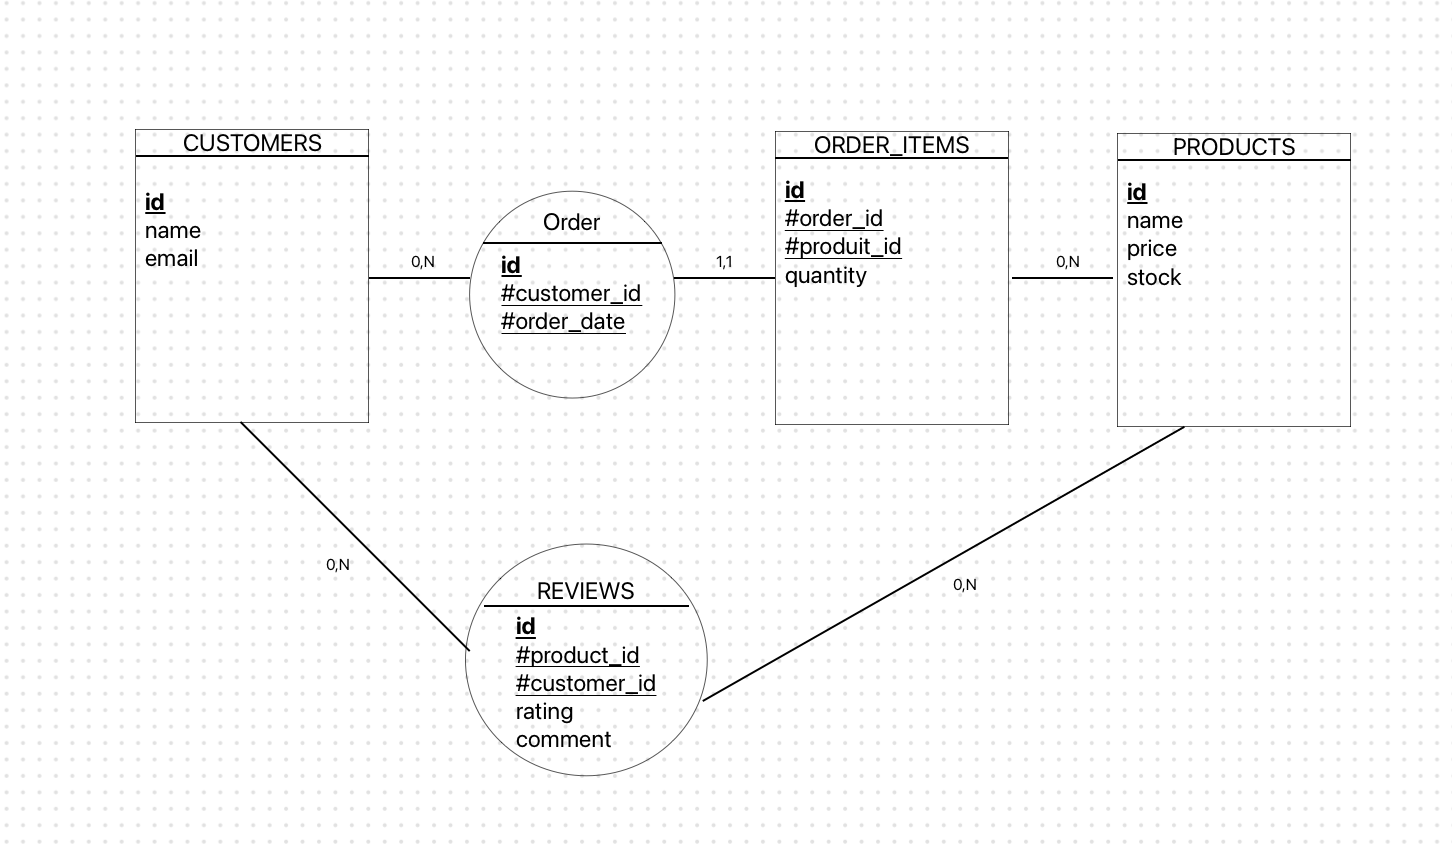 CUSTOMERS
id
name
email
0,N
Order
id
#customer_id
#order_date
1,1
ORDER_ITEMS
id
#order_id
#produit_id
quantity
0,N
PRODUCTS
id
name
price
stock
0,N
REVIEWS
id
#product_id
#customer_id
rating
comment
0,N